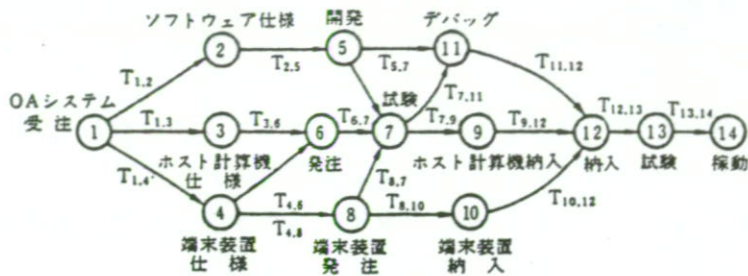 ソフトウェア仕様
開発
デバッグ
2
5
11
T1,2
T2,5
T5,7
T11,12
OAシステム
受注
試験
T7,11
T12,13
T13,14
1
T1,3
3
T3,6
6
T6,7
7
T7,9
9
T9,12
12
13
14
ホスト計算機
仕様
発注
ホスト計算機納入
納入
試験
稼動
T1,4
T8,7
4
T4,6
T4,8
8
T8,10
10
T10,12
端末装置
仕様
端末装置
発注
端末装置
納入